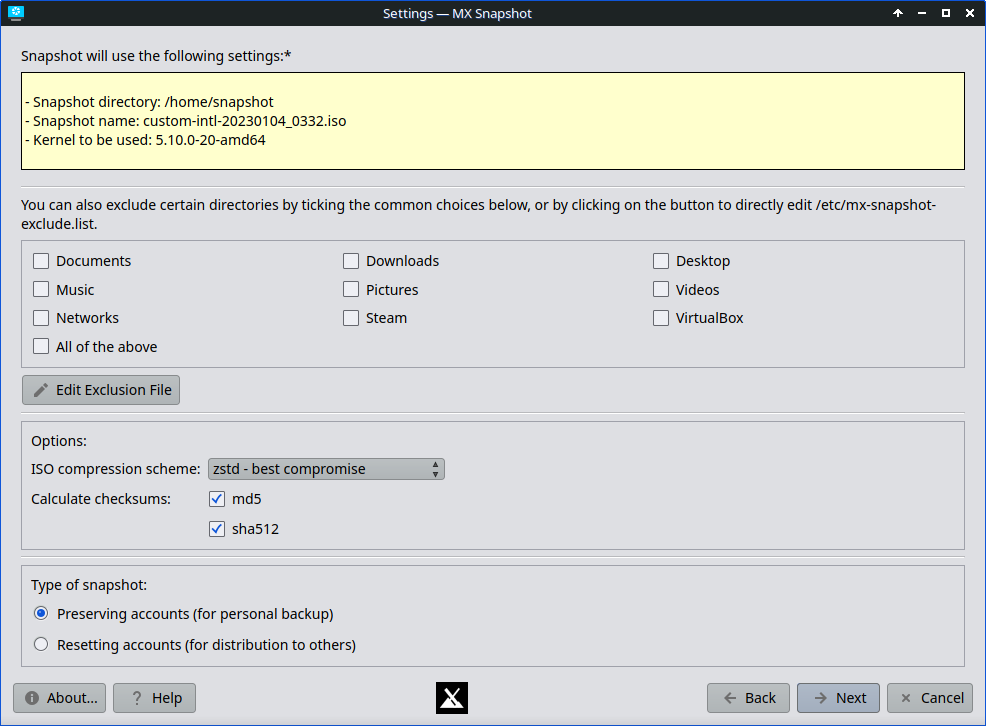 Settings — MX Snapshot
Snapshot will use the following settings:*
- Snapshot directory: /home/snapshot
- Snapshot name: custom-intl-20230104_0332.iso
- Kernel to be used: 5.10.0-20-amd64
You can also exclude certain directories by ticking the common choices below, or by clicking on the button to directly edit /etc/mx-snapshot-
exclude.list.
Documents Downloads Desktop
Music Pictures Videos
Networks Steam VirtualBox
All of the above
Edit Exclusion File
Options:
ISO compression scheme: zstd - best compromise
Calculate checksums: md5
sha512
Type of snapshot:
Preserving accounts (for personal backup)
Resetting accounts (for distribution to others)
About... Help Back Next Cancel